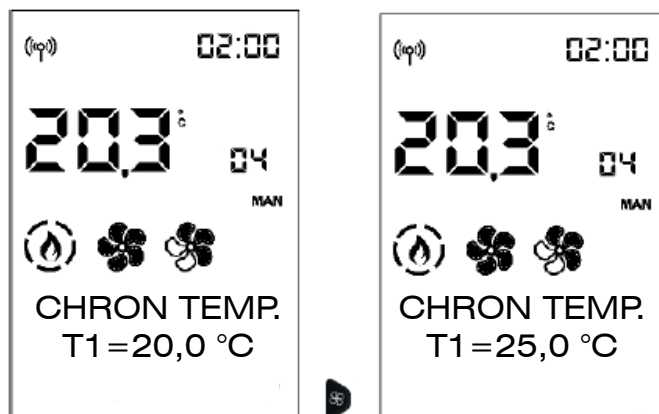 02:00
20,3 °C
04
MAN
CHRON TEMP.
T1=20,0 °C
02:00
20,3 °C
04
MAN
CHRON TEMP.
T1=25,0 °C